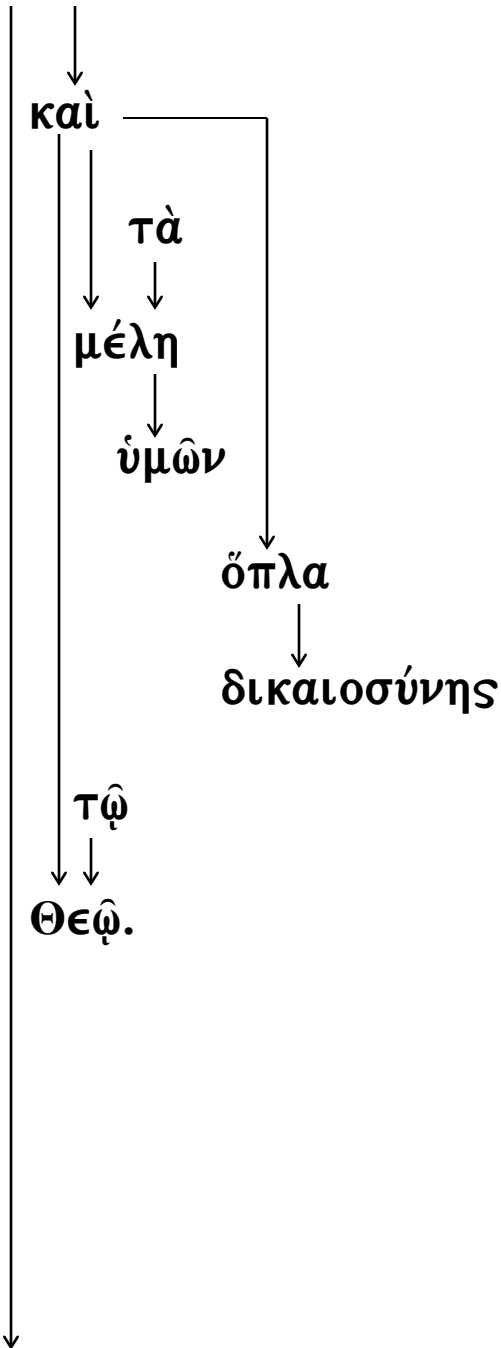 καὶ
τὰ
μέλη
ὑμῶν
ὅπλα
δικαιοσύνης
τῷ
Θεῷ.